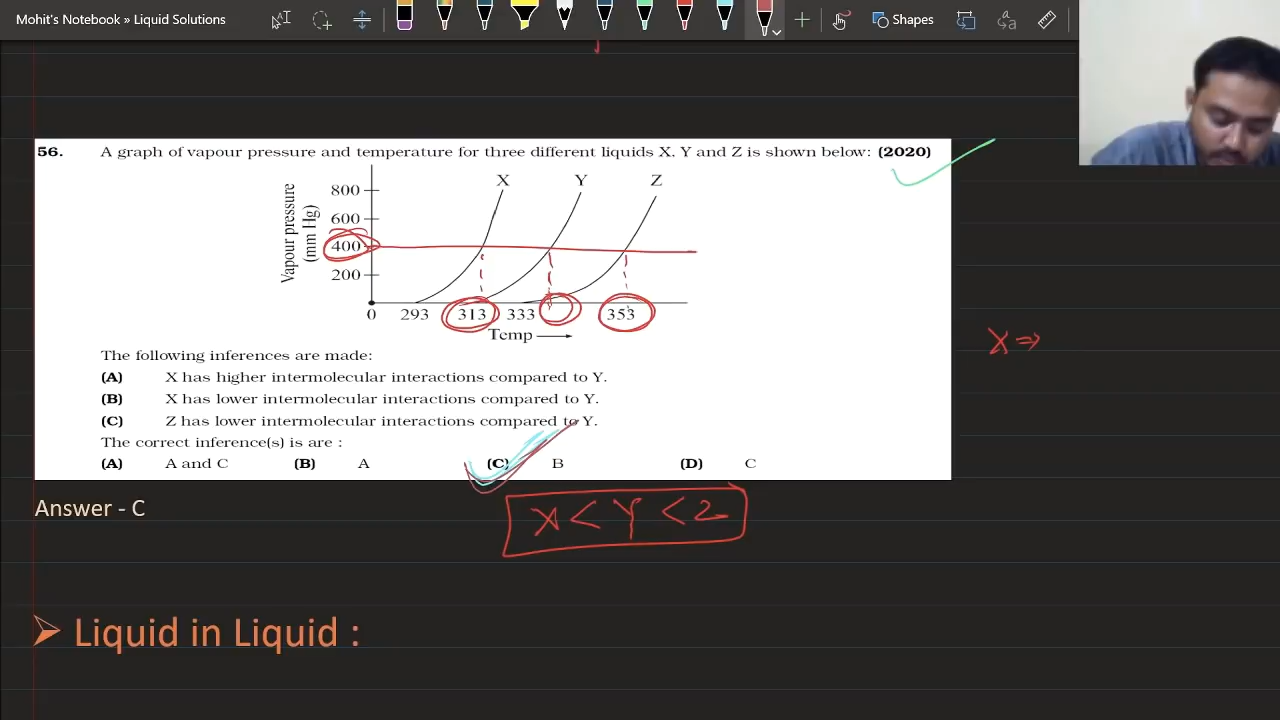 Mohit's Notebook » Liquid Solutions
Shapes
56. A graph of vapour pressure and temperature for three different liquids X, Y and Z is shown below: (2020)
X Y Z
Vapour pressure
(mm Hg)
800
600
400
200
0 293 313 333 353
Temp
X ⇒
The following inferences are made:
(A) X has higher intermolecular interactions compared to Y.
(B) X has lower intermolecular interactions compared to Y.
(C) Z has lower intermolecular interactions compared to Y.
The correct inference(s) is are :
(A) A and C (B) A (C) B (D) C
Answer - C
X < Y < Z
➢ Liquid in Liquid :